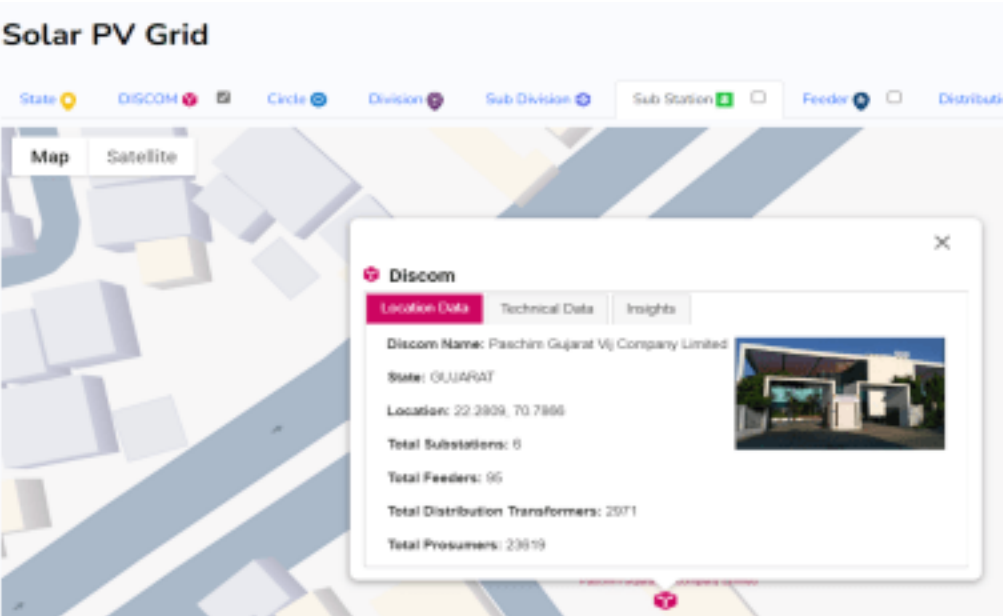 Solar PV Grid
State DISCOM Circle Division Sub Division Sub Station Feeder Distributi
Map Satellite
Discom
Location Data Technical Data Insights
Discom Name: Paschim Gujarat Vij Company Limited
State: GUJARAT
Location: 22.2809, 70.7866
Total Substations: 6
Total Feeders: 95
Total Distribution Transformers: 2971
Total Prosumers: 23619